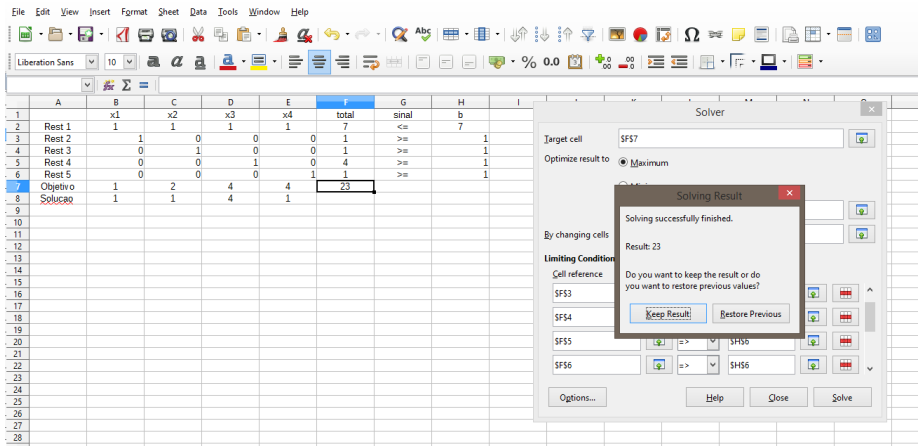 File Edit View Insert Format Sheet Data Tools Window Help
Liberation Sans 10 a a a % 0.0
A B C D E F G H I
1 x1 x2 x3 x4 total sinal b
2 Rest 1 1 1 1 1 7 <= 7
3 Rest 2 1 0 0 0 1 >= 1
4 Rest 3 0 1 0 0 1 >= 1
5 Rest 4 0 0 1 0 4 >= 1
6 Rest 5 0 0 0 1 1 >= 1
7 Objetivo 1 2 4 4 23
8 Solucao 1 1 4 1
9
10
11
12
13
14
15
16
17
18
19
20
21
22
23
24
25
26
27
28
Solver
Target cell $F$7
Optimize result to Maximum
By changing cells
Limiting Condition
Cell reference
$F$3
$F$4
$F$5 => $H$6
$F$6 => $H$6
Options... Help Close Solve
Solving Result
Solving successfully finished.
Result: 23
Do you want to keep the result or do
you want to restore previous values?
Keep Result Restore Previous